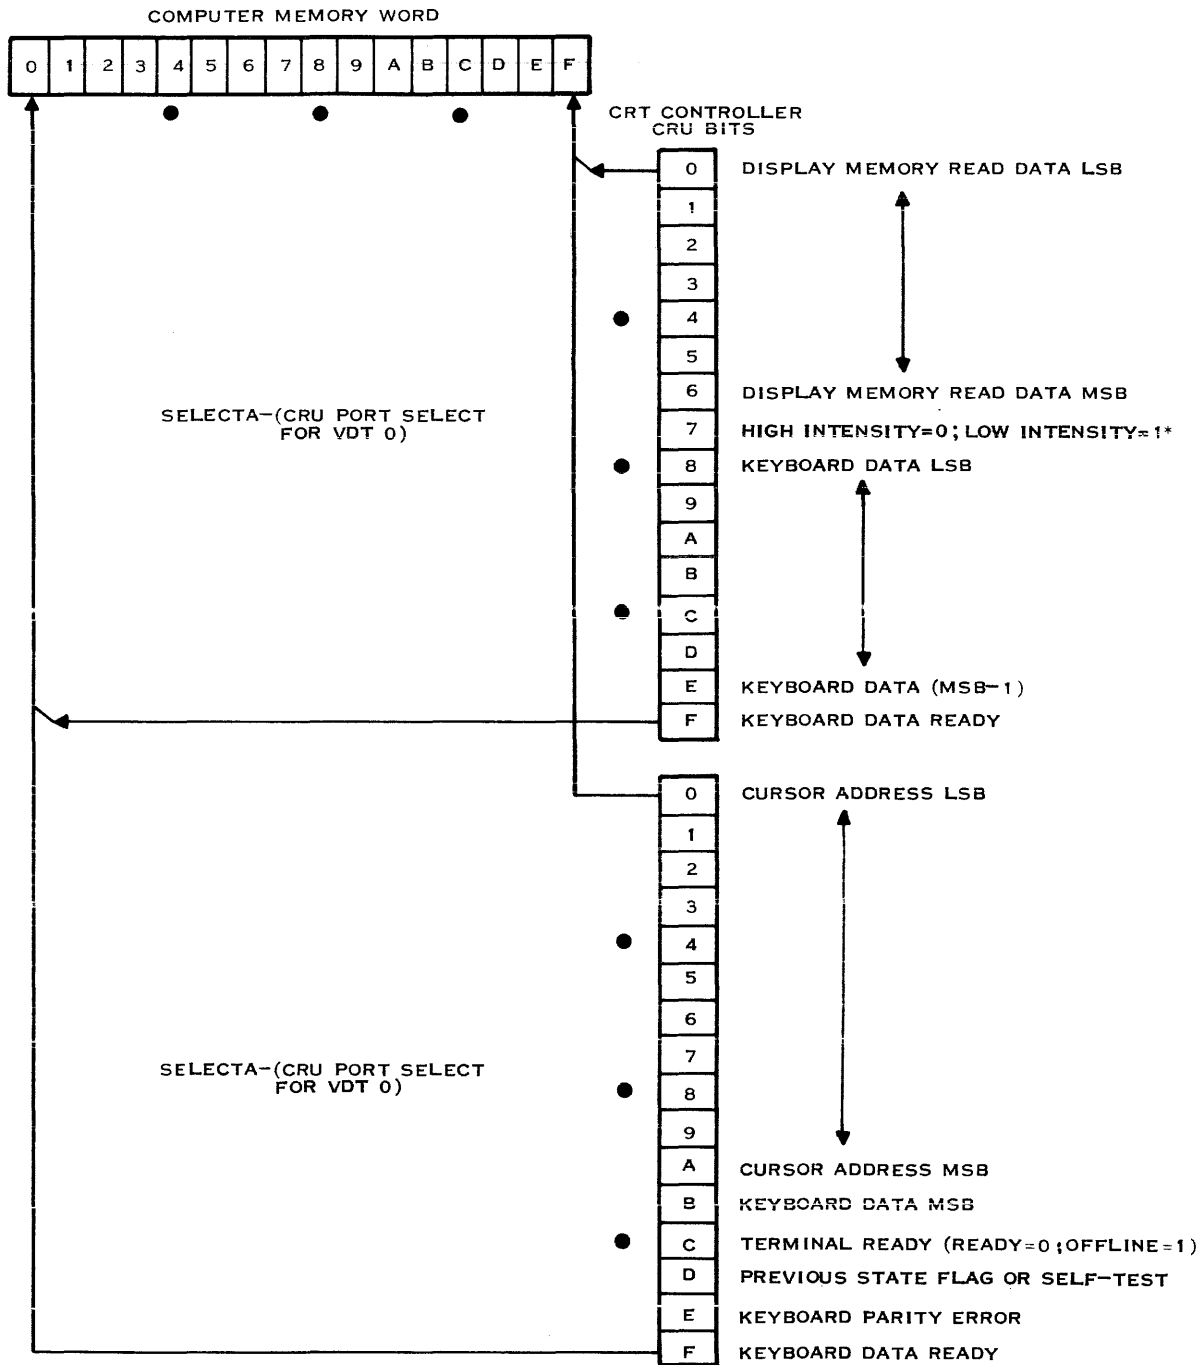 COMPUTER MEMORY WORD
0 1 2 3 4 5 6 7 8 9 A B C D E F
CRT CONTROLLER
CRU BITS
0 DISPLAY MEMORY READ DATA LSB
1
2
3
4
5
6 DISPLAY MEMORY READ DATA MSB
SELECTA-(CRU PORT SELECT
FOR VDT 0)
7 HIGH INTENSITY=0; LOW INTENSITY=1*
8 KEYBOARD DATA LSB
9
A
B
C
D
E KEYBOARD DATA (MSB-1)
F KEYBOARD DATA READY
0 CURSOR ADDRESS LSB
1
2
3
4
5
6
7
SELECTA-(CRU PORT SELECT
FOR VDT 0)
8
9
A CURSOR ADDRESS MSB
B KEYBOARD DATA MSB
C TERMINAL READY (READY=0;OFFLINE=1)
D PREVIOUS STATE FLAG OR SELF-TEST
E KEYBOARD PARITY ERROR
F KEYBOARD DATA READY